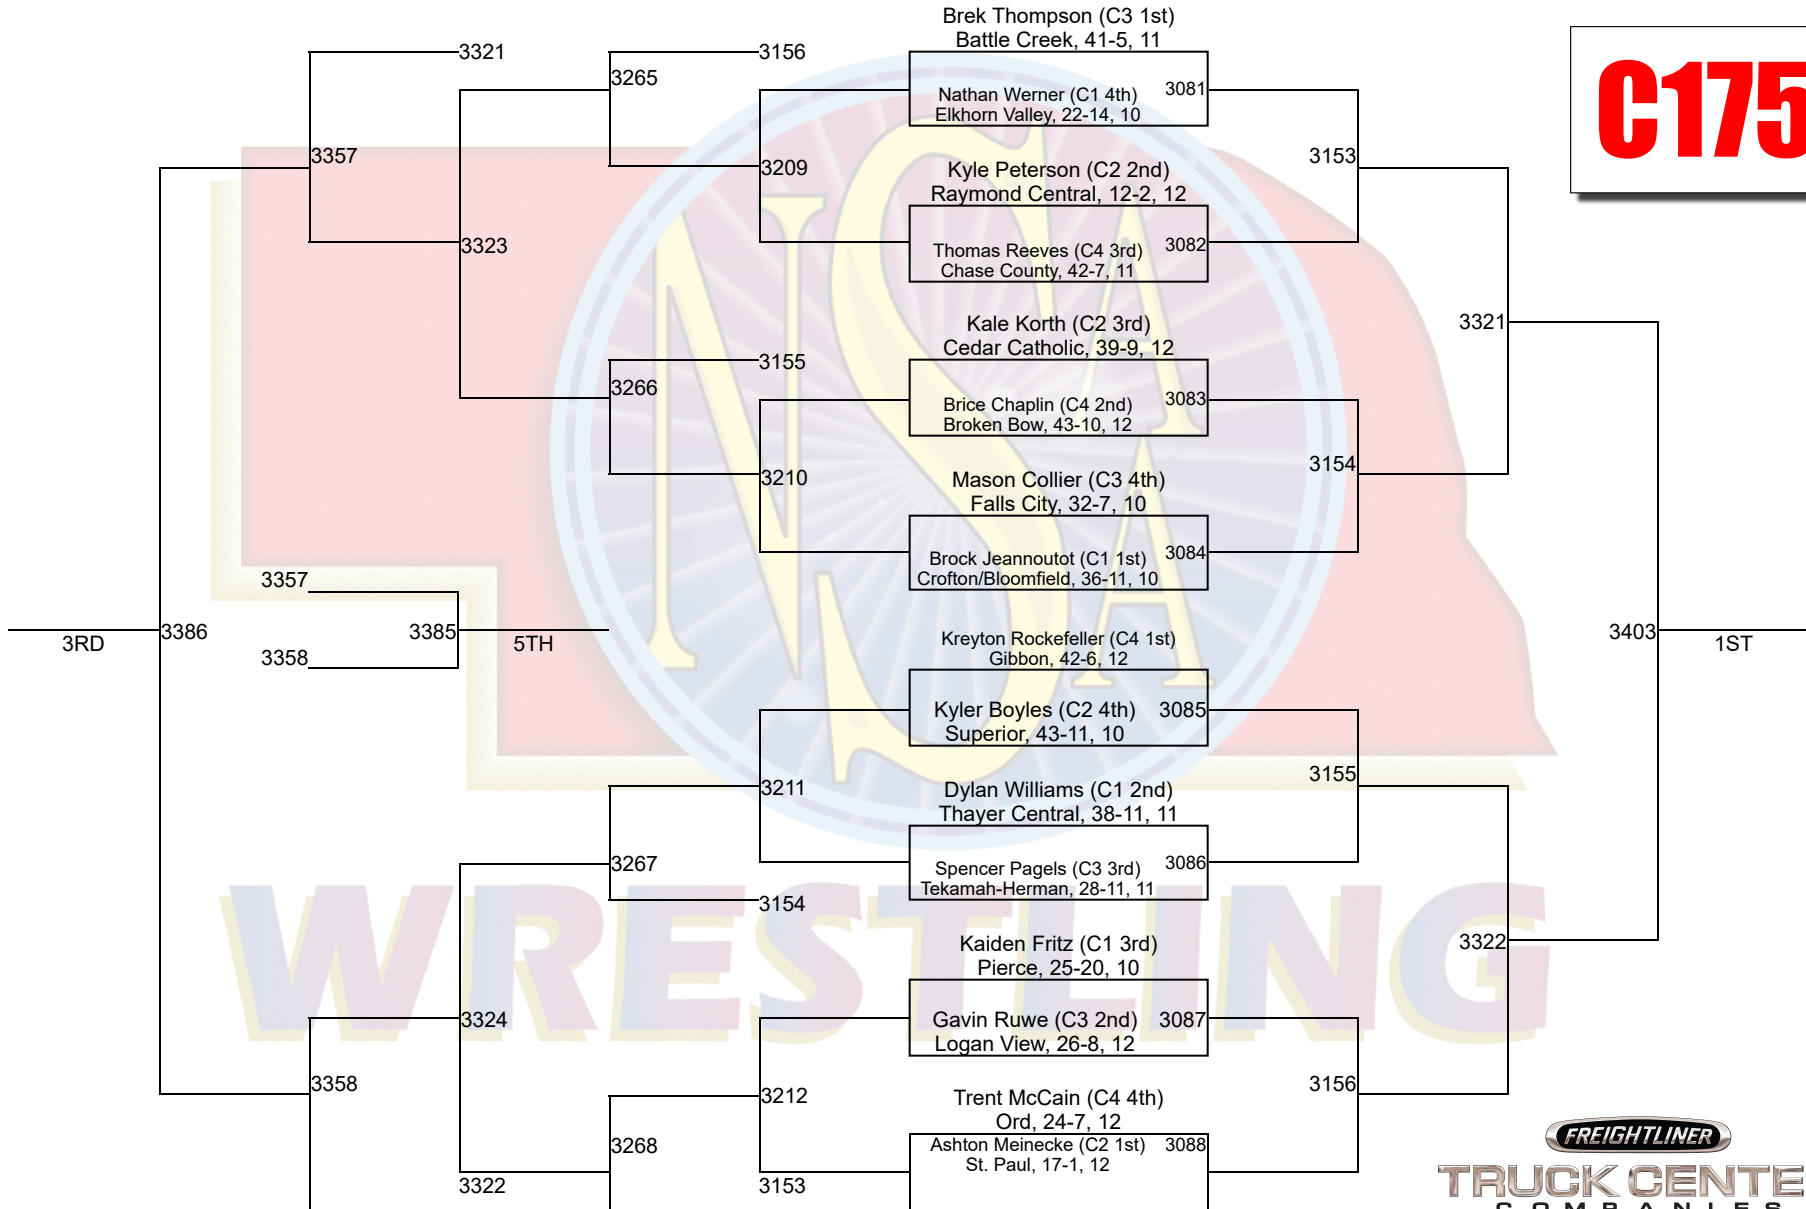 Brek Thompson (C3 1st)
Battle Creek, 41-5, 11
3321
3156
3265
C175
Nathan Werner (C1 4th)
3081
Elkhorn Valley, 22-14, 10
3357
3209
Kyle Peterson (C2 2nd)
3153
Raymond Central, 12-2, 12
3323
Thomas Reeves (C4 3rd)
3082
Chase County, 42-7, 11
Kale Korth (C2 3rd)
3321
Cedar Catholic, 39-9, 12
3155
3266
Brice Chaplin (C4 2nd)
3083
Broken Bow, 43-10, 12
3210
Mason Collier (C3 4th)
3154
Falls City, 32-7, 10
Brock Jeannoutot (C1 1st)
3084
Crofton/Bloomfield, 36-11, 10
3357
3RD
3386
3385
5TH
3358
Kreyton Rockefeller (C4 1st)
Gibbon, 42-6, 12
3403
1ST
Kyler Boyles (C2 4th)
3085
Superior, 43-11, 10
3211
Dylan Williams (C1 2nd)
3155
Thayer Central, 38-11, 11
3267
Spencer Pagels (C3 3rd)
3086
Tekamah-Herman, 28-11, 11
3154
Kaiden Fritz (C1 3rd)
3322
Pierce, 25-20, 10
3324
Gavin Ruwe (C3 2nd)
3087
Logan View, 26-8, 12
3358
3212
Trent McCain (C4 4th)
3156
Ord, 24-7, 12
3268
Ashton Meinecke (C2 1st)
3088
St. Paul, 17-1, 12
3322
3153
NSAA
WRESTLING
FREIGHTLINER
TRUCK CENTE
COMPANIES